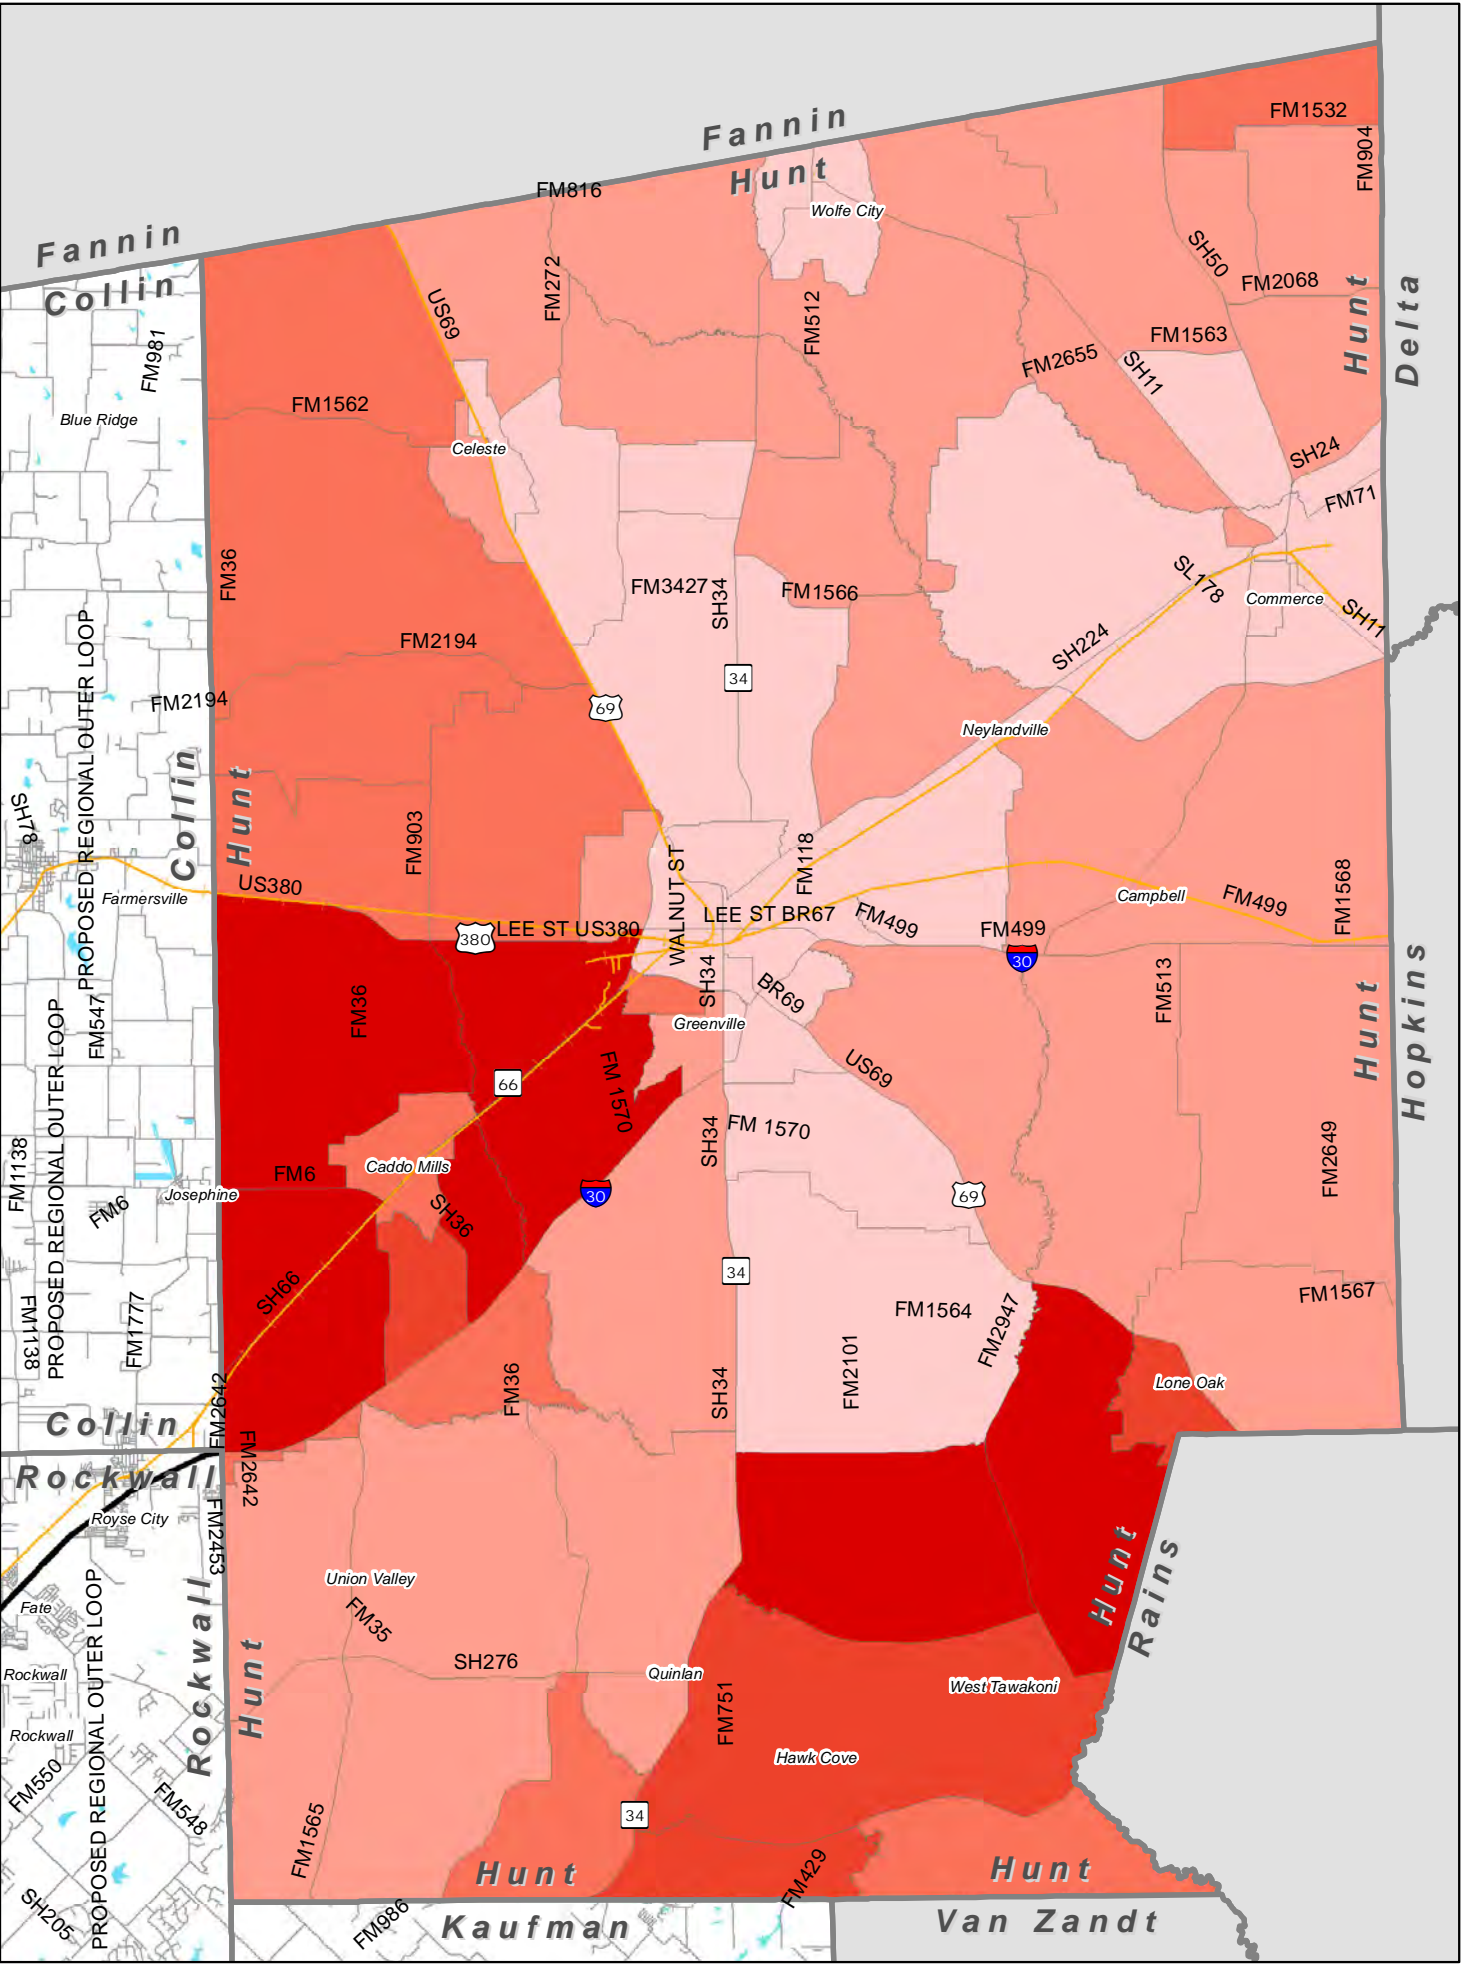 Fannin
Hunt
FM1532
FM904
FM816
Wolfe City
Fannin
Collin
SH50
FM2068
Hunt
Delta
FM272
US69
FM512
FM981
FM1563
FM2655
SH11
Blue Ridge
FM1562
Celeste
SH24
FM71
FM36
FM3427
SH34
FM1566
SL178
Commerce
SH11
FM2194
SH224
34
FM2194
69
Neylandville
PROPOSED REGIONAL OUTER LOOP
Collin
Hunt
SH78
FM903
WALNUT ST
FM118
US380
Farmersville
Campbell
FM499
FM1568
LEE ST US380
LEE ST BR67
FM499
FM499
380
30
FM36
SH34
BR69
FM513
Hunt
Hopkins
FM547
Greenville
PROPOSED REGIONAL OUTER LOOP
66
FM 1570
US69
SH34
FM 1570
FM1138
FM6
Caddo Mills
FM2649
Josephine
FM6
30
69
SH36
34
SH66
FM1138
FM1777
FM1564
FM2947
FM1567
FM36
SH34
FM2101
Lone Oak
FM2642
Collin
Rockwall
FM2642
Royse City
FM2453
Hunt
Rains
Union Valley
Fate
FM35
PROPOSED REGIONAL OUTER LOOP
Rockwall
Hunt
SH276
Quinlan
Rockwall
West Tawakoni
FM751
Rockwall
Hawk Cove
FM550
FM548
34
FM1565
Hunt
FM429
Hunt
SH205
FM986
Kaufman
Van Zandt